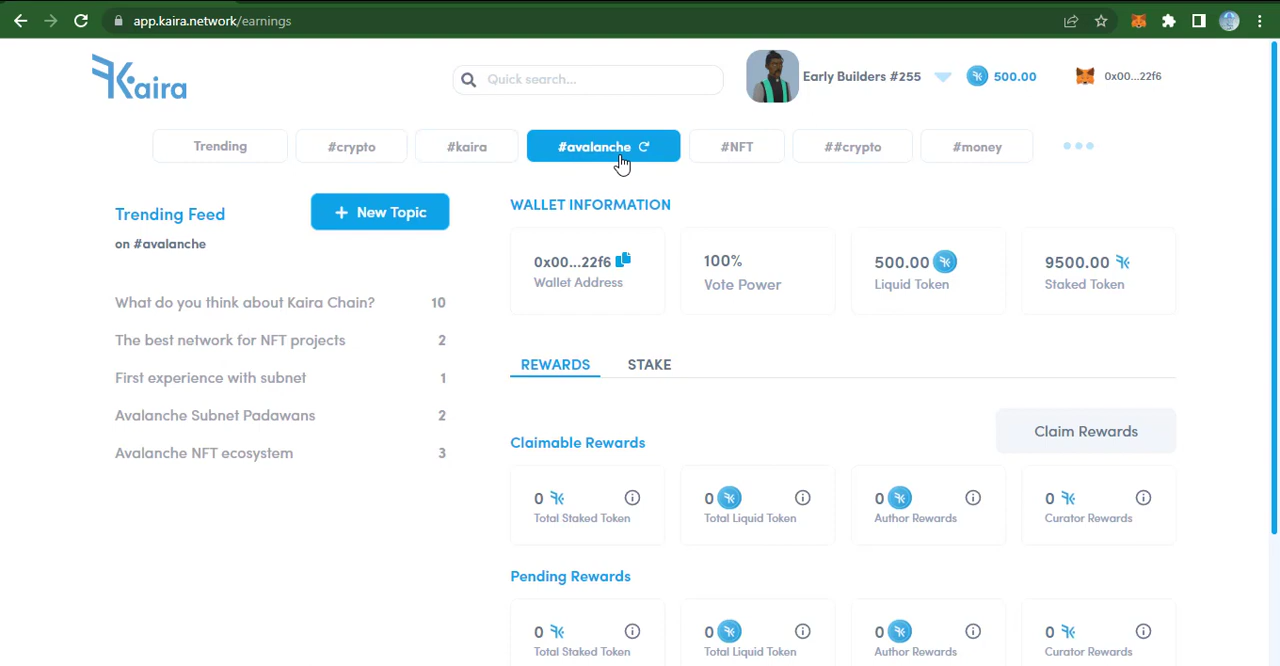 app.kaira.network/earnings
Kaira
Quick search...
Early Builders #255
500.00
0x00...22f6
Trending
#crypto
#kaira
#avalanche
#NFT
##crypto
#money
Trending Feed
New Topic
on #avalanche
What do you think about Kaira Chain? 10
The best network for NFT projects 2
First experience with subnet 1
Avalanche Subnet Padawans 2
Avalanche NFT ecosystem 3
WALLET INFORMATION
0x00...22f6
Wallet Address
100%
Vote Power
500.00
Liquid Token
9500.00
Staked Token
REWARDS
STAKE
Claim Rewards
Claimable Rewards
0
Total Staked Token
0
Total Liquid Token
0
Author Rewards
0
Curator Rewards
Pending Rewards
0
Total Staked Token
0
Total Liquid Token
0
Author Rewards
0
Curator Rewards